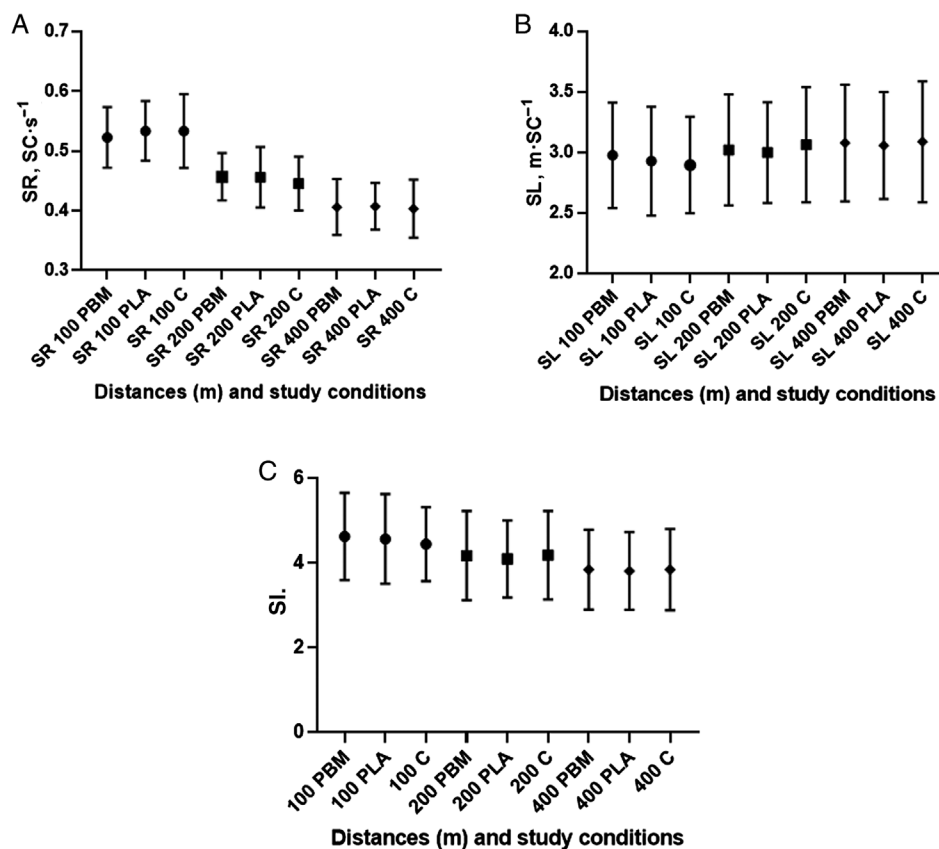 A
SR, SC·s⁻¹
0.7
0.6
0.5
0.4
0.3
SR 100 PBM
SR 100 PLA
SR 100 C
SR 200 PBM
SR 200 PLA
SR 200 C
SR 400 PBM
SR 400 PLA
SR 400 C
Distances (m) and study conditions
B
SL, m·SC⁻¹
4.0
3.5
3.0
2.5
2.0
SL 100 PBM
SL 100 PLA
SL 100 C
SL 200 PBM
SL 200 PLA
SL 200 C
SL 400 PBM
SL 400 PLA
SL 400 C
Distances (m) and study conditions
C
SI.
6
4
2
0
100 PBM
100 PLA
100 C
200 PBM
200 PLA
200 C
400 PBM
400 PLA
400 C
Distances (m) and study conditions